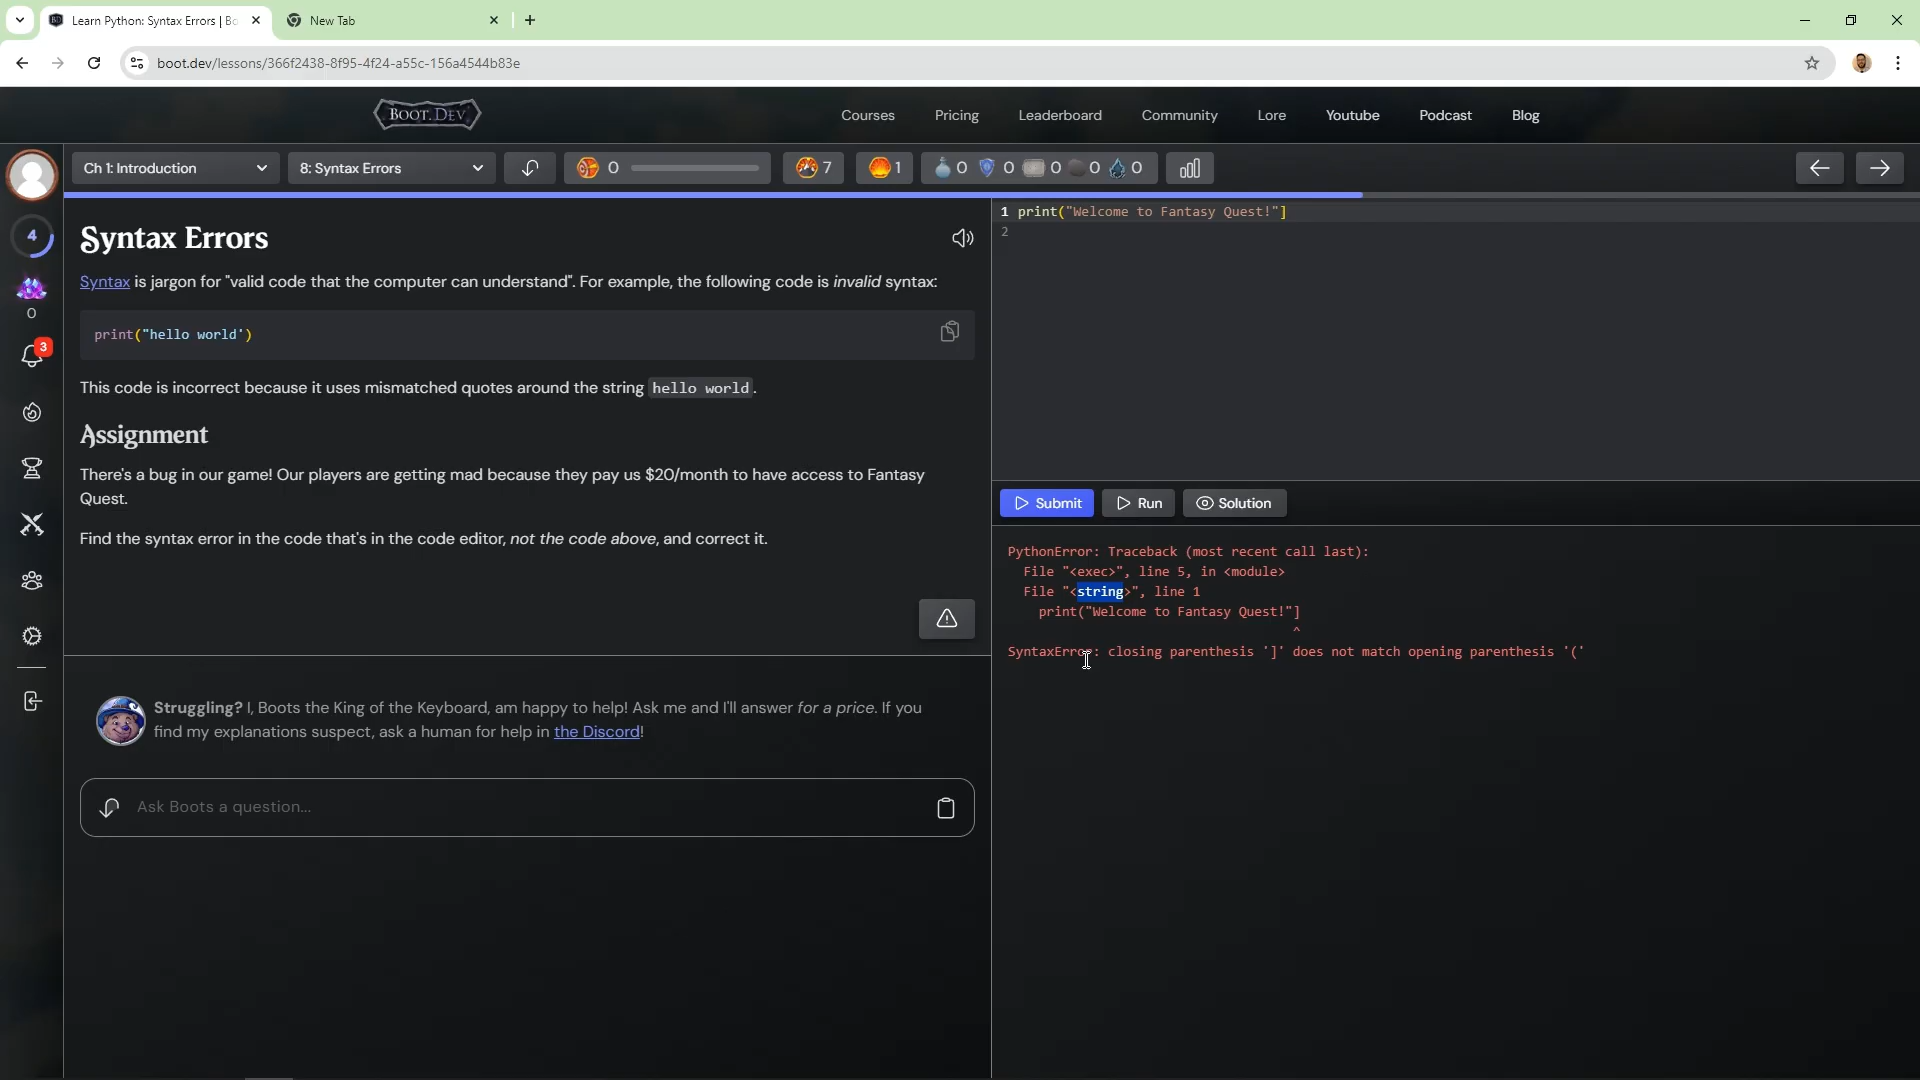 Learn Python: Syntax Errors | Bo
New Tab
boot.dev/lessons/366f2438-8f95-4f24-a55c-156a4544b83e
BOOT.DEV
Courses
Pricing
Leaderboard
Community
Lore
Youtube
Podcast
Blog
Ch 1: Introduction
8: Syntax Errors
0
7
1
0
0
0
0
0
4
0
3
Syntax Errors
Syntax is jargon for "valid code that the computer can understand". For example, the following code is invalid syntax:
print("hello world')
This code is incorrect because it uses mismatched quotes around the string hello world.
Assignment
There's a bug in our game! Our players are getting mad because they pay us $20/month to have access to Fantasy
Quest.
Find the syntax error in the code that's in the code editor, not the code above, and correct it.
Struggling? I, Boots the King of the Keyboard, am happy to help! Ask me and I'll answer for a price. If you
find my explanations suspect, ask a human for help in the Discord!
Ask Boots a question...
1 print("Welcome to Fantasy Quest!"]
2
Submit
Run
Solution
PythonError: Traceback (most recent call last):
File "<exec>", line 5, in <module>
File "<string>", line 1
print("Welcome to Fantasy Quest!"]
^
SyntaxError: closing parenthesis ']' does not match opening parenthesis '('